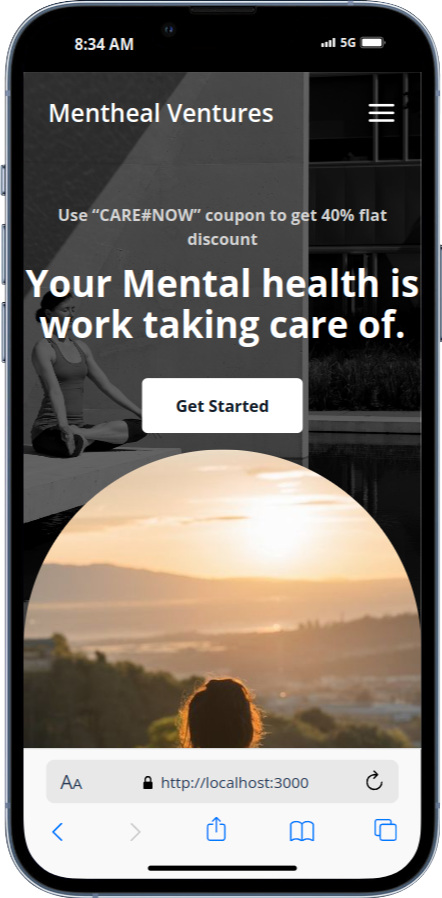 8:34 AM
5G
Mentheal Ventures
Use “CARE#NOW” coupon to get 40% flat
discount
Your Mental health is
work taking care of.
Get Started
AA
http://localhost:3000